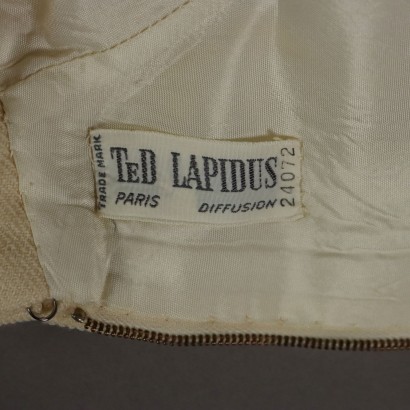 TRADE MARK
TED LAPIDUS
PARIS DIFFUSION
24072